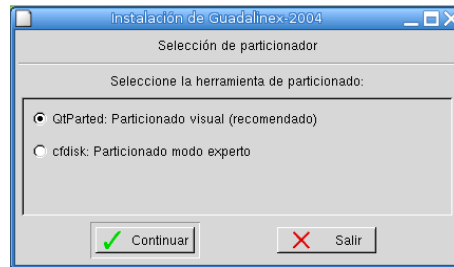 Instalación de Guadalinex-2004
Selección de particionador
Seleccione la herramienta de particionado:
QtParted: Particionado visual (recomendado)
cfdisk: Particionado modo experto
Continuar
Salir